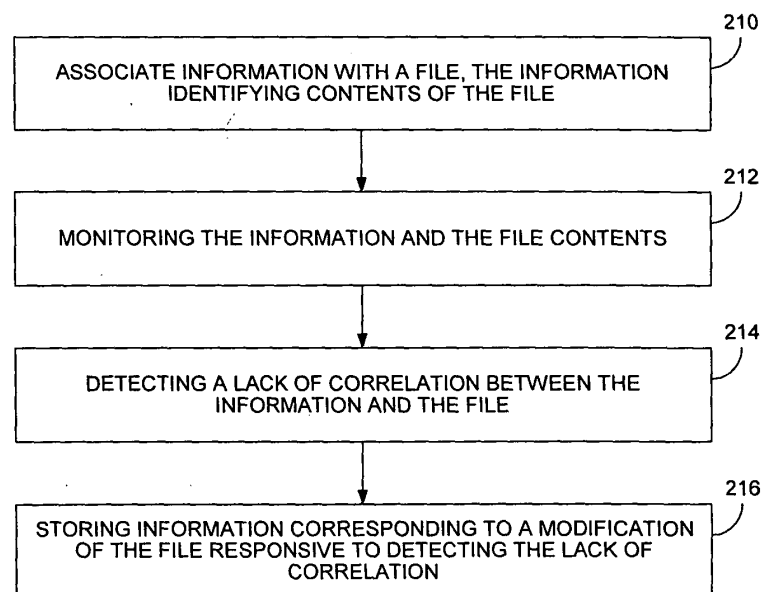 210
ASSOCIATE INFORMATION WITH A FILE, THE INFORMATION
IDENTIFYING CONTENTS OF THE FILE
212
MONITORING THE INFORMATION AND THE FILE CONTENTS
214
DETECTING A LACK OF CORRELATION BETWEEN THE
INFORMATION AND THE FILE
216
STORING INFORMATION CORRESPONDING TO A MODIFICATION
OF THE FILE RESPONSIVE TO DETECTING THE LACK OF
CORRELATION